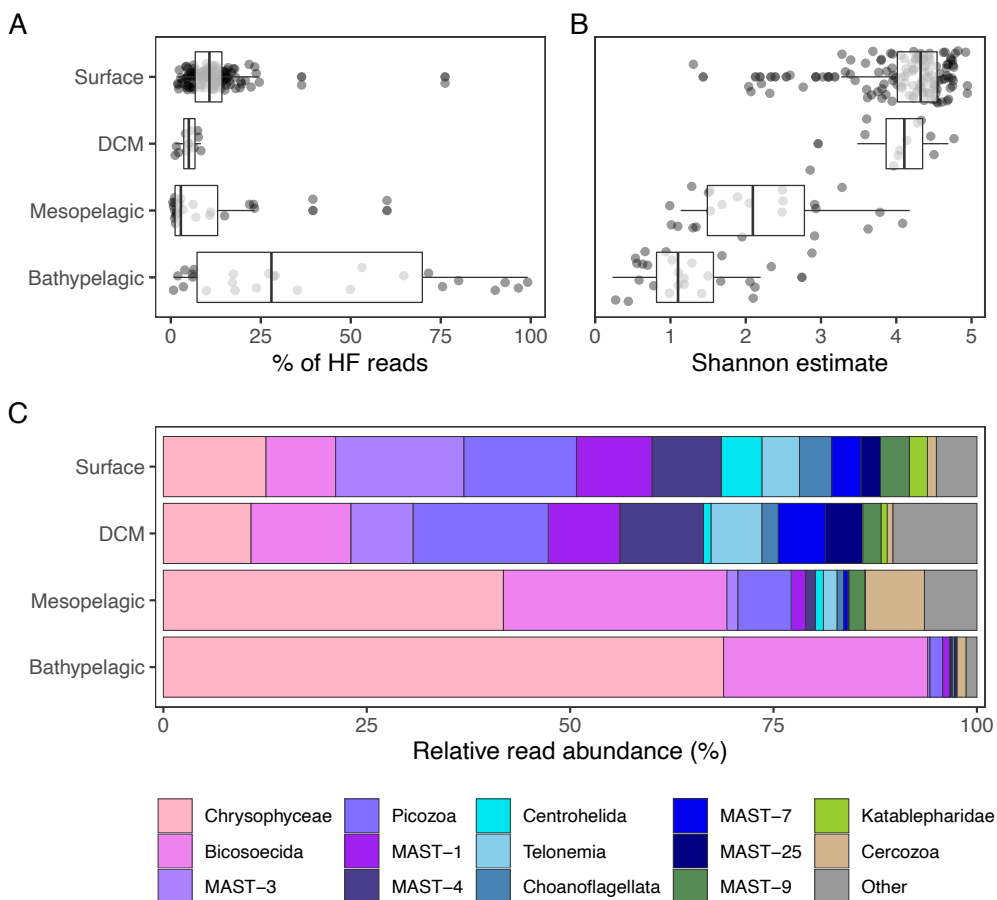 A
B
Surface
DCM
Mesopelagic
Bathypelagic
0 25 50 75 100
% of HF reads
0 1 2 3 4 5
Shannon estimate
C
Surface
DCM
Mesopelagic
Bathypelagic
0 25 50 75 100
Relative read abundance (%)
Chrysophyceae Picozoa Centrohelida MAST−7 Katablepharidae
Bicosoecida MAST−1 Telonemia MAST−25 Cercozoa
MAST−3 MAST−4 Choanoflagellata MAST−9 Other